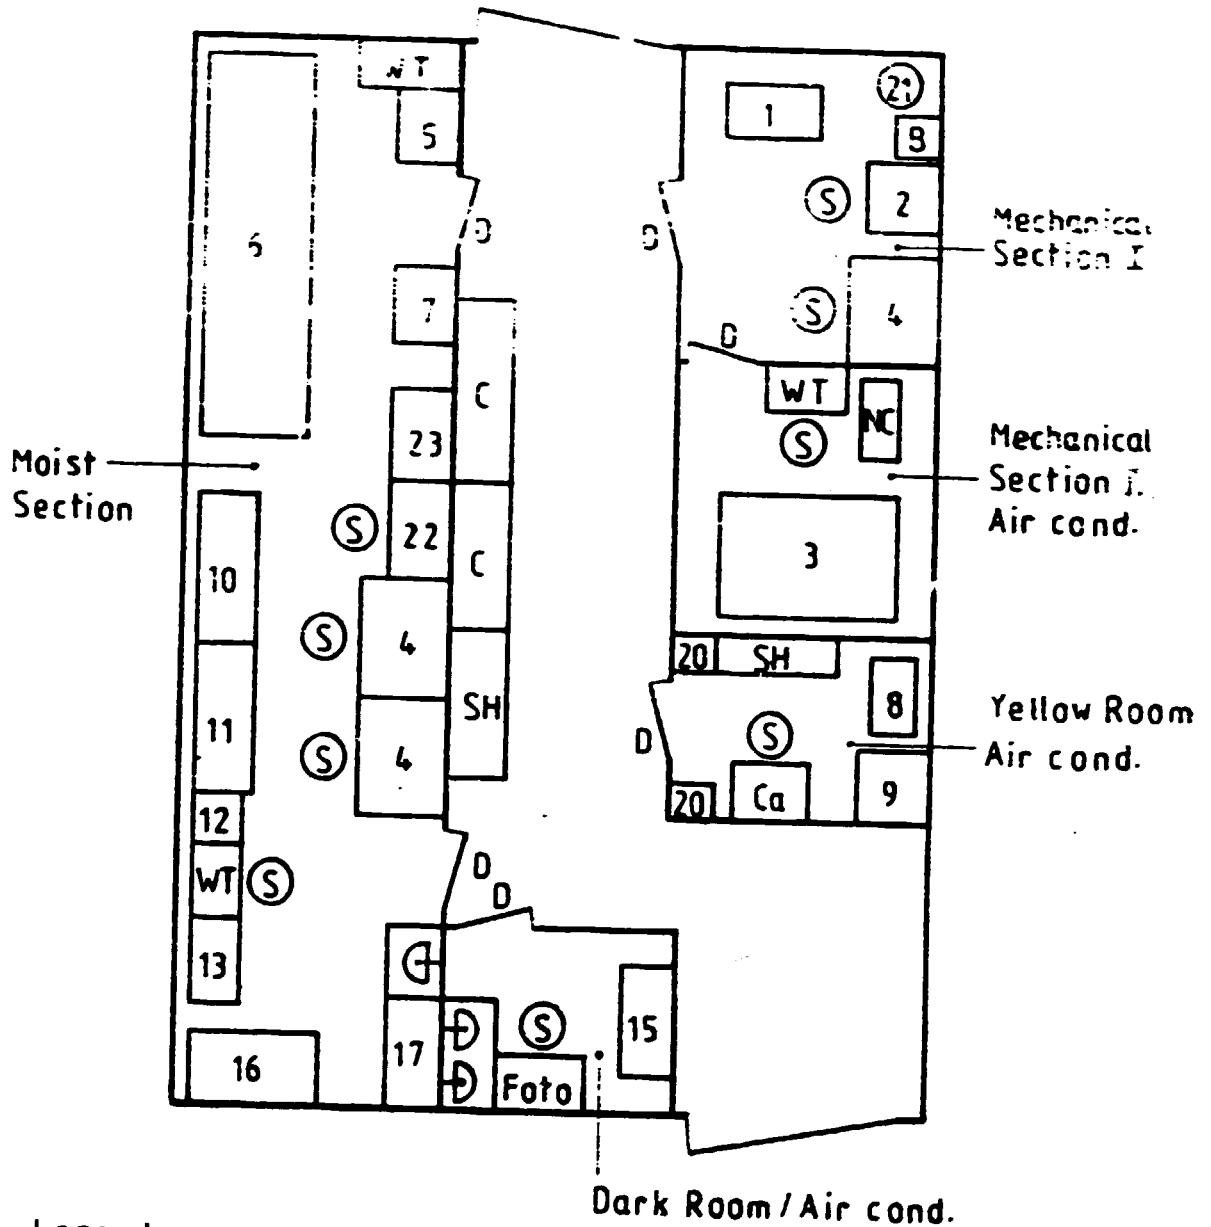 WT
21
1
5
B
S
2
Mechanical
Section I
D
D
6
S
4
7
D
C
WT
NC
23
S
Mechanical
Section I.
Air cond.
Moist
Section
S
22
C
3
10
S
4
20
SH
SH
8
11
Yellow Room
Air cond.
S
D
S
4
20
Ca
9
12
D
WT
S
D
13
S
15
17
16
Foto
Dark Room / Air cond.